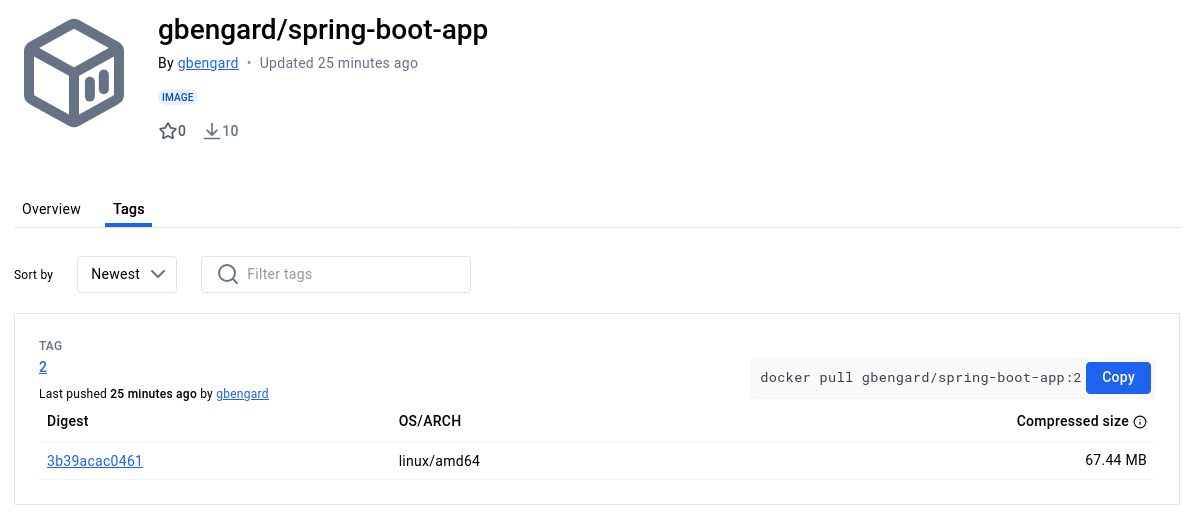 gbengard/spring-boot-app
By gbengard • Updated 25 minutes ago
IMAGE
0 10
Overview Tags
Sort by Newest Filter tags
TAG
2
docker pull gbengard/spring-boot-app:2 Copy
Last pushed 25 minutes ago by gbengard
Digest OS/ARCH Compressed size
3b39acac0461 linux/amd64 67.44 MB